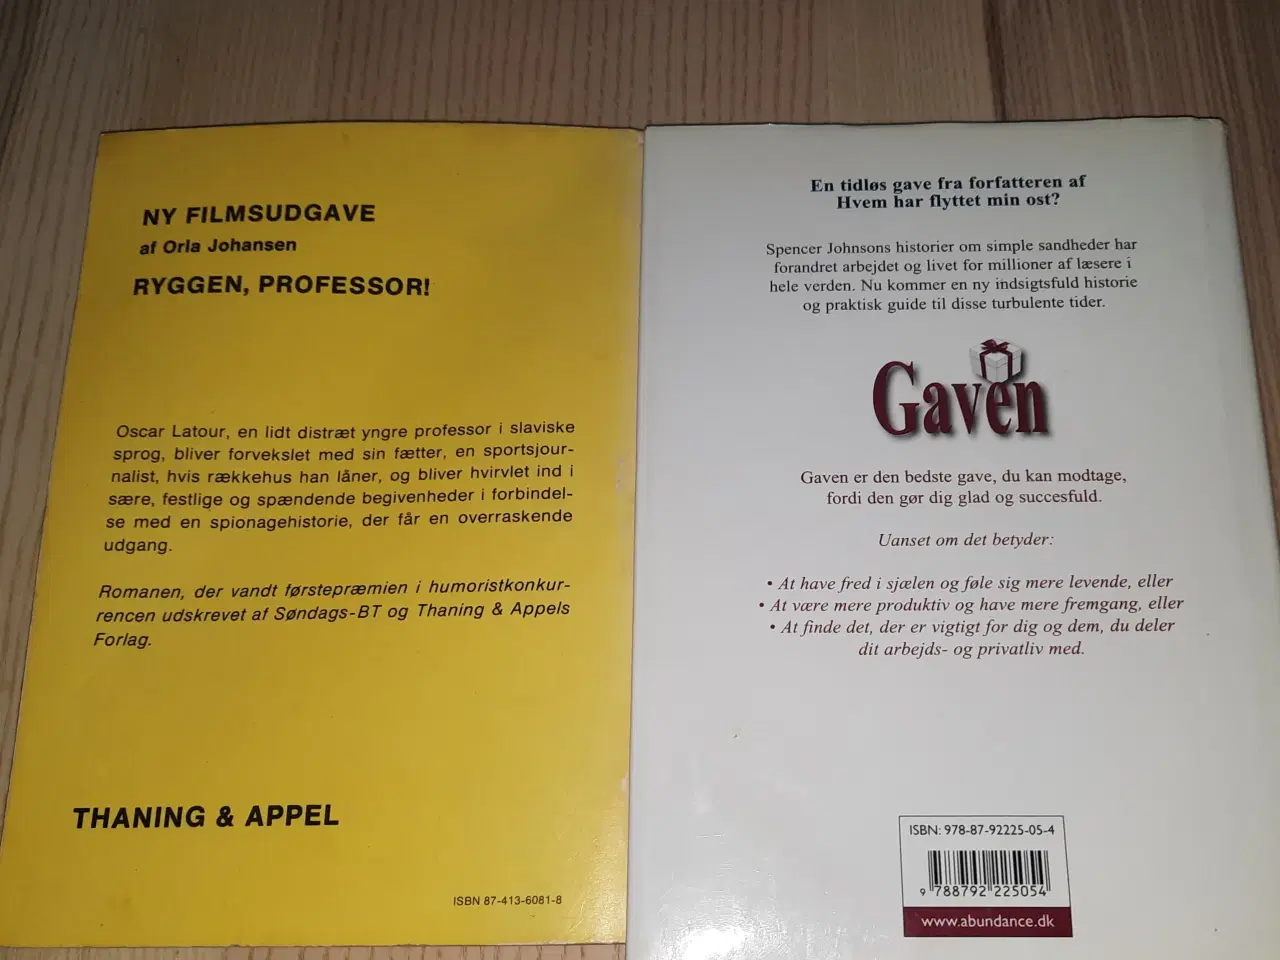 NY FILMSUDGAVE
af Orla Johansen
RYGGEN, PROFESSOR!
Oscar Latour, en lidt distræt yngre professor i slaviske
sprog, bliver forvekslet med sin fætter, en sportsjour-
nalist, hvis rækkehus han låner, og bliver hvirvlet ind i
sære, festlige og spændende begivenheder i forbindel-
se med en spionagehistorie, der får en overraskende
udgang.
Romanen, der vandt førstepræmien i humoristkonkur-
rencen udskrevet af Søndags-BT og Thaning & Appels
Forlag.
THANING & APPEL
ISBN 87-413-6081-8
En tidløs gave fra forfatteren af
Hvem har flyttet min ost?
Spencer Johnsons historier om simple sandheder har
forandret arbejdet og livet for millioner af læsere i
hele verden. Nu kommer en ny indsigtsfuld historie
og praktisk guide til disse turbulente tider.
Gaven
Gaven er den bedste gave, du kan modtage,
fordi den gør dig glad og succesfuld.
Uanset om det betyder:
• At have fred i sjælen og føle sig mere levende, eller
• At være mere produktiv og have mere fremgang, eller
• At finde det, der er vigtigt for dig og dem, du deler
dit arbejds- og privatliv med.
ISBN: 978-87-92225-05-4
9 788792 225054
www.abundance.dk